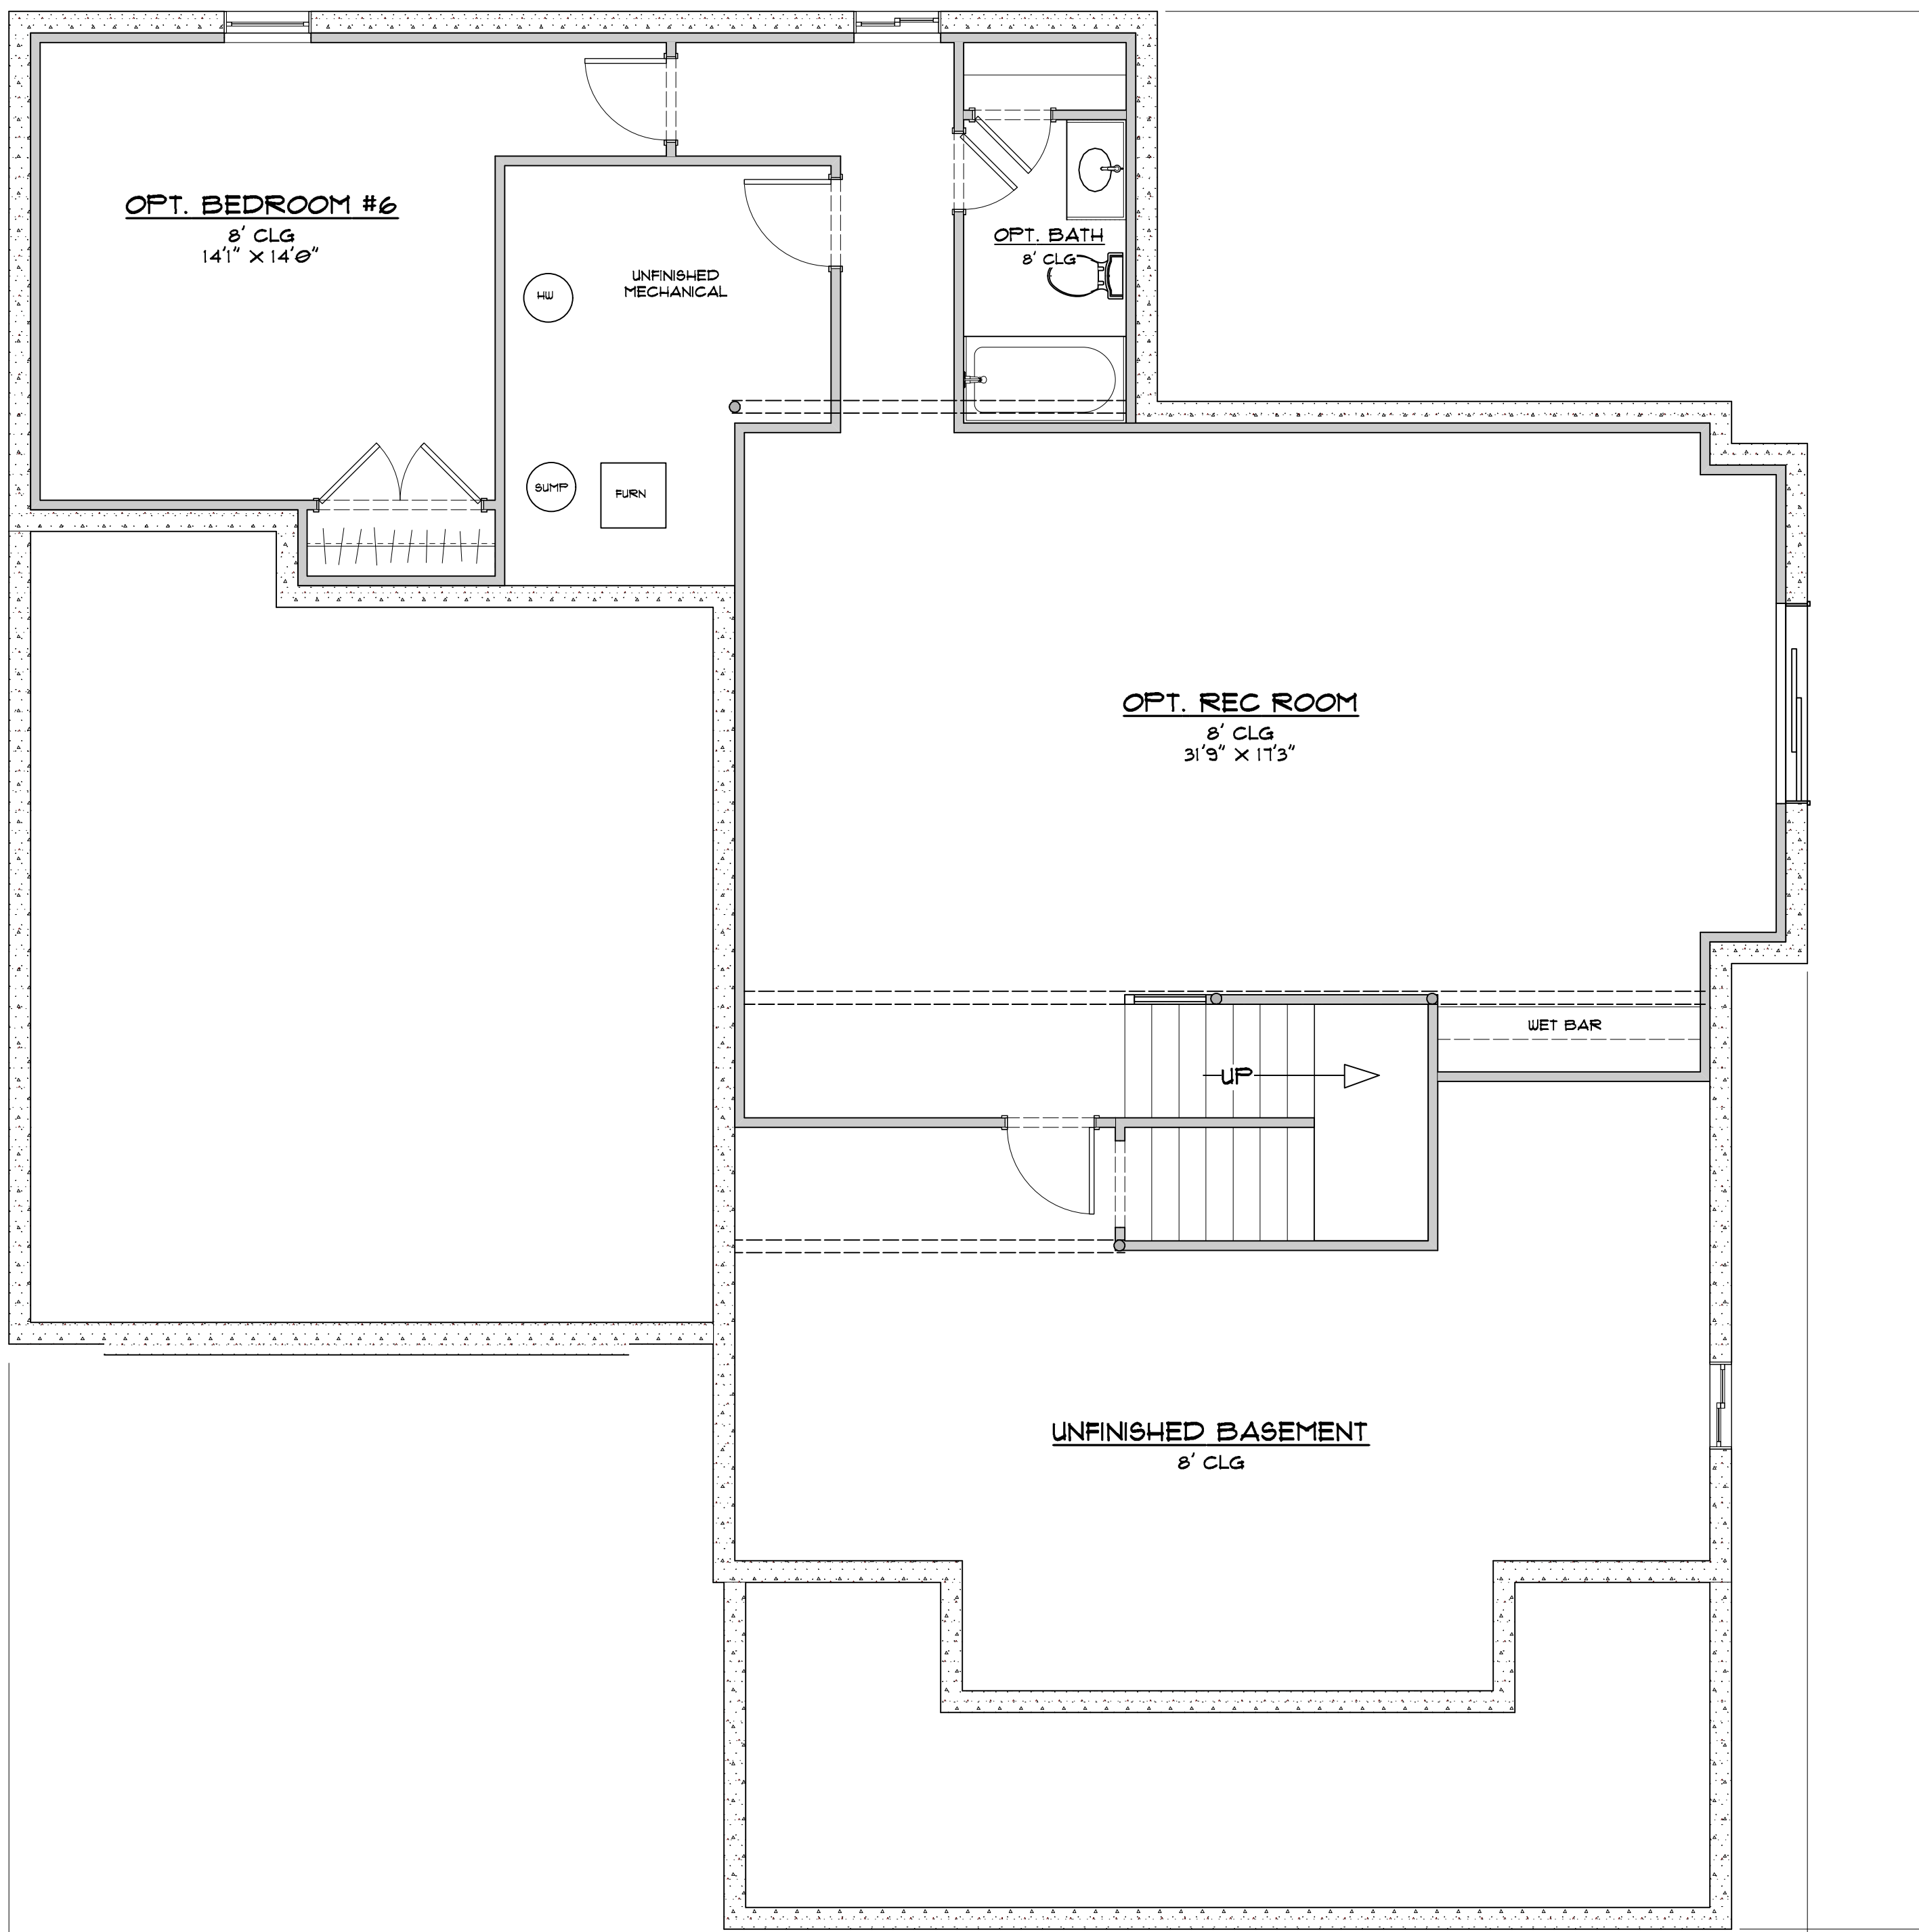 OPT. BEDROOM #6
8' CLG
14'1" X 14'0"
UNFINISHED
MECHANICAL
HW
OPT. BATH
8' CLG
SUMP
FURN
OPT. REC ROOM
8' CLG
31'9" X 17'3"
WET BAR
UP
UNFINISHED BASEMENT
8' CLG